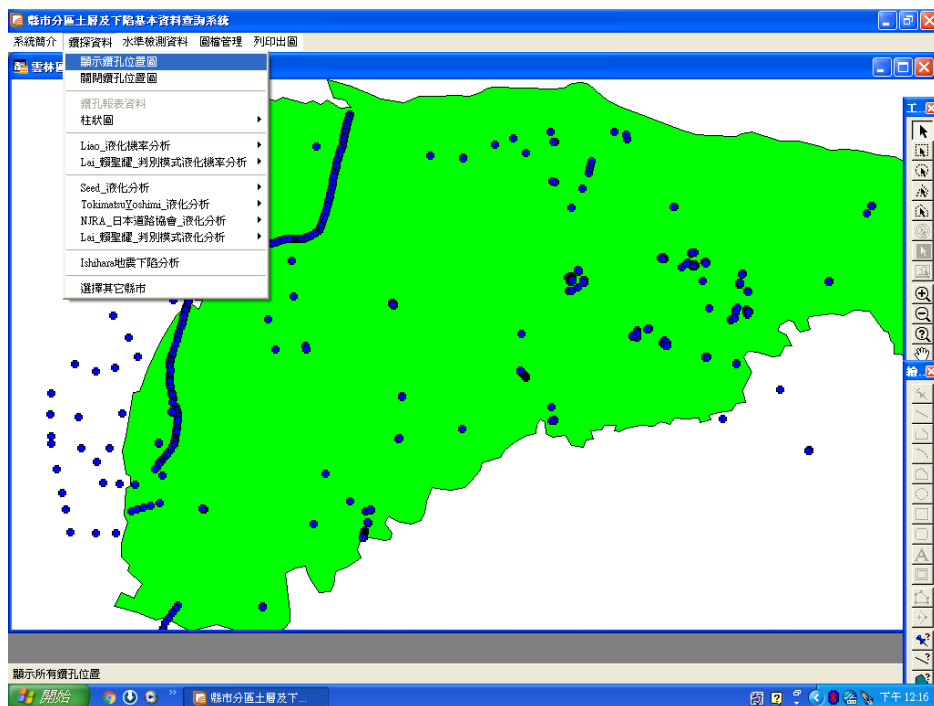 縣市分區土層及下陷基本資料查詢系統
系統簡介 鑽探資料 水準檢測資料 圖檔管理 列印出圖
雲林
顯示鑽孔位置圖
關閉鑽孔位置圖
鑽孔報表資料
柱狀圖
Liao_液化機率分析
Lai_賴聖耀_判別模式液化機率分析
Seed_液化分析
TokimatsuYoshimi_液化分析
NJRA_日本道路協會_液化分析
Lai_賴聖耀_判別模式液化分析
Ishihara地震下陷分析
選擇其它縣市
工...
繪...
A
顯示所有鑽孔位置
開始
縣市分區土層及下...
下午 12:16